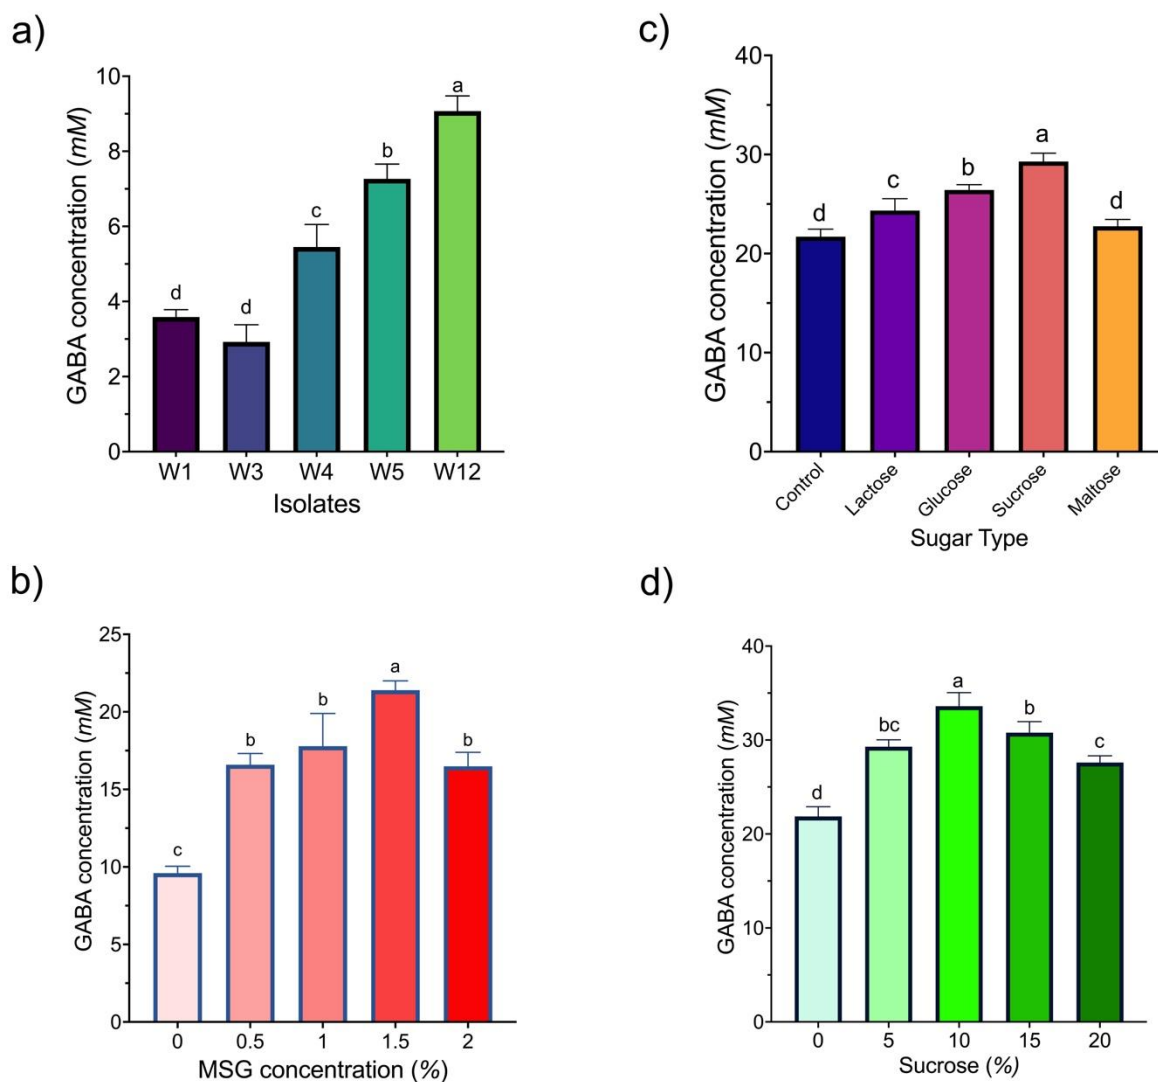 a)
GABA concentration (mM)
10
8
6
4
2
0
d
d
c
b
a
W1 W3 W4 W5 W12
Isolates
c)
GABA concentration (mM)
40
30
20
10
0
d
c
b
a
d
Control Lactose Glucose Sucrose Maltose
Sugar Type
b)
GABA concentration (mM)
25
20
15
10
5
0
c
b
b
a
b
0 0.5 1 1.5 2
MSG concentration (%)
d)
GABA concentration (mM)
40
30
20
10
0
d
bc
a
b
c
0 5 10 15 20
Sucrose (%)